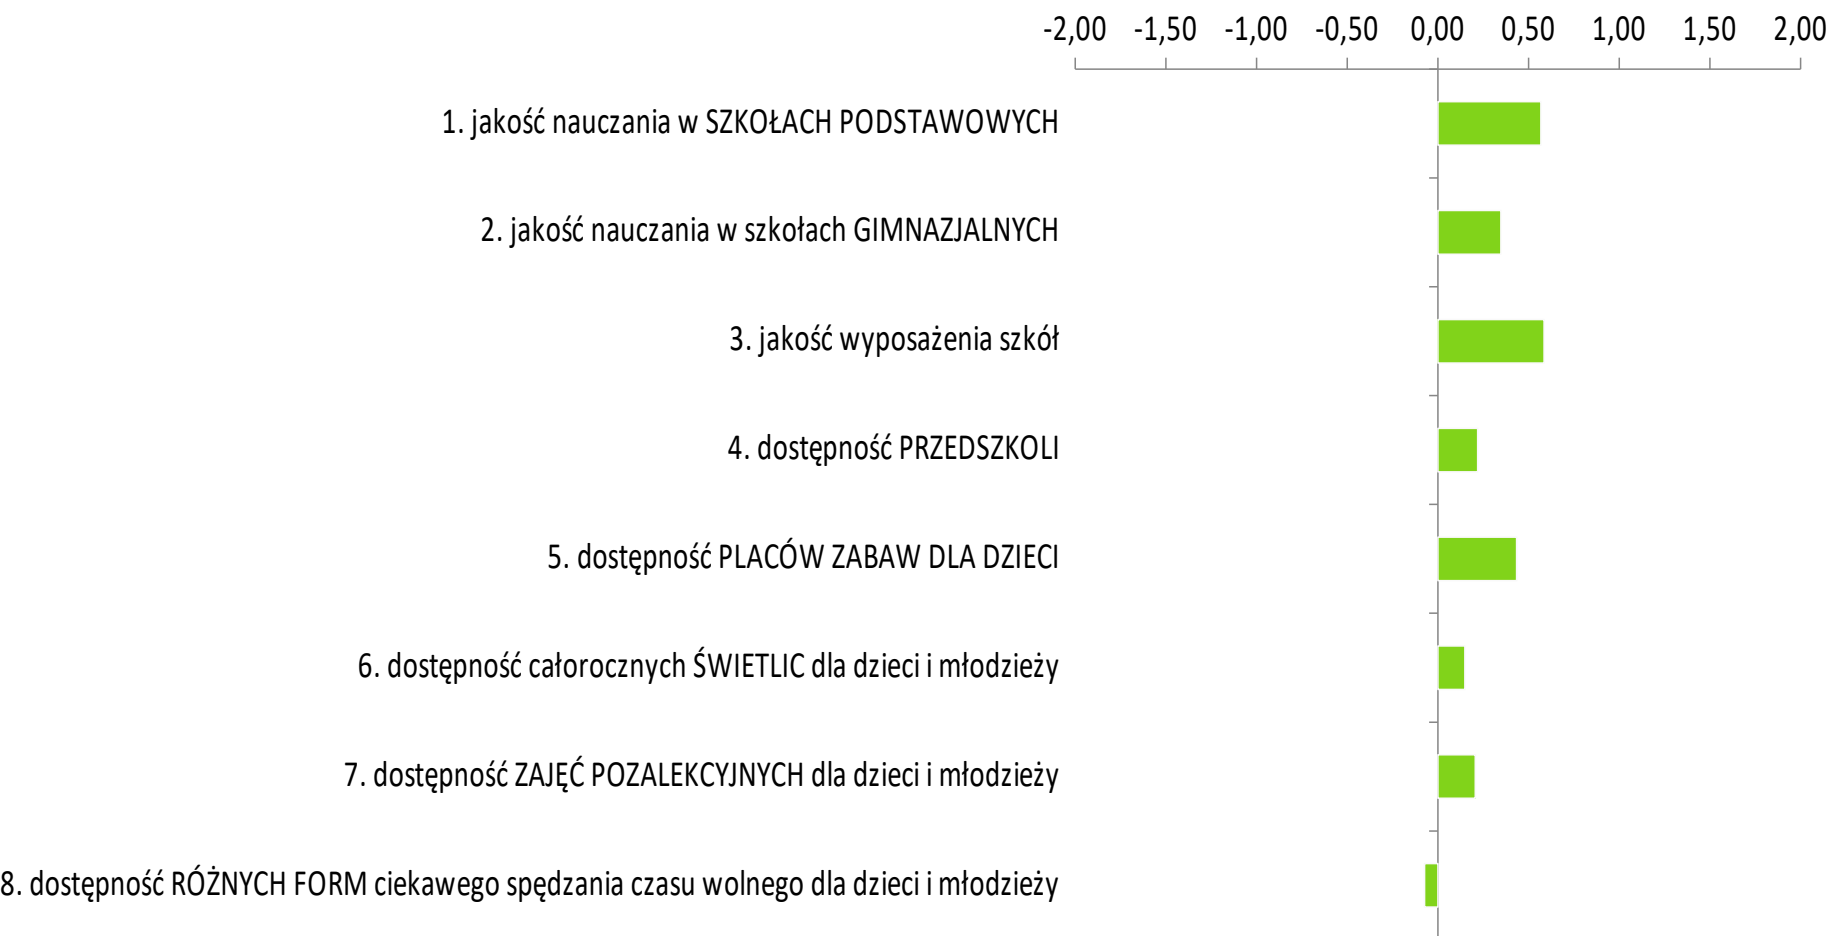 -2,00 -1,50 -1,00 -0,50 0,00 0,50 1,00 1,50 2,00
1. jakość nauczania w SZKOŁACH PODSTAWOWYCH
2. jakość nauczania w szkołach GIMNAZJALNYCH
3. jakość wyposażenia szkół
4. dostępność PRZEDSZKOLI
5. dostępność PLACÓW ZABAW DLA DZIECI
6. dostępność całorocznych ŚWIETLIC dla dzieci i młodzieży
7. dostępność ZAJĘĆ POZALEKCYJNYCH dla dzieci i młodzieży
8. dostępność RÓŻNYCH FORM ciekawego spędzania czasu wolnego dla dzieci i młodzieży